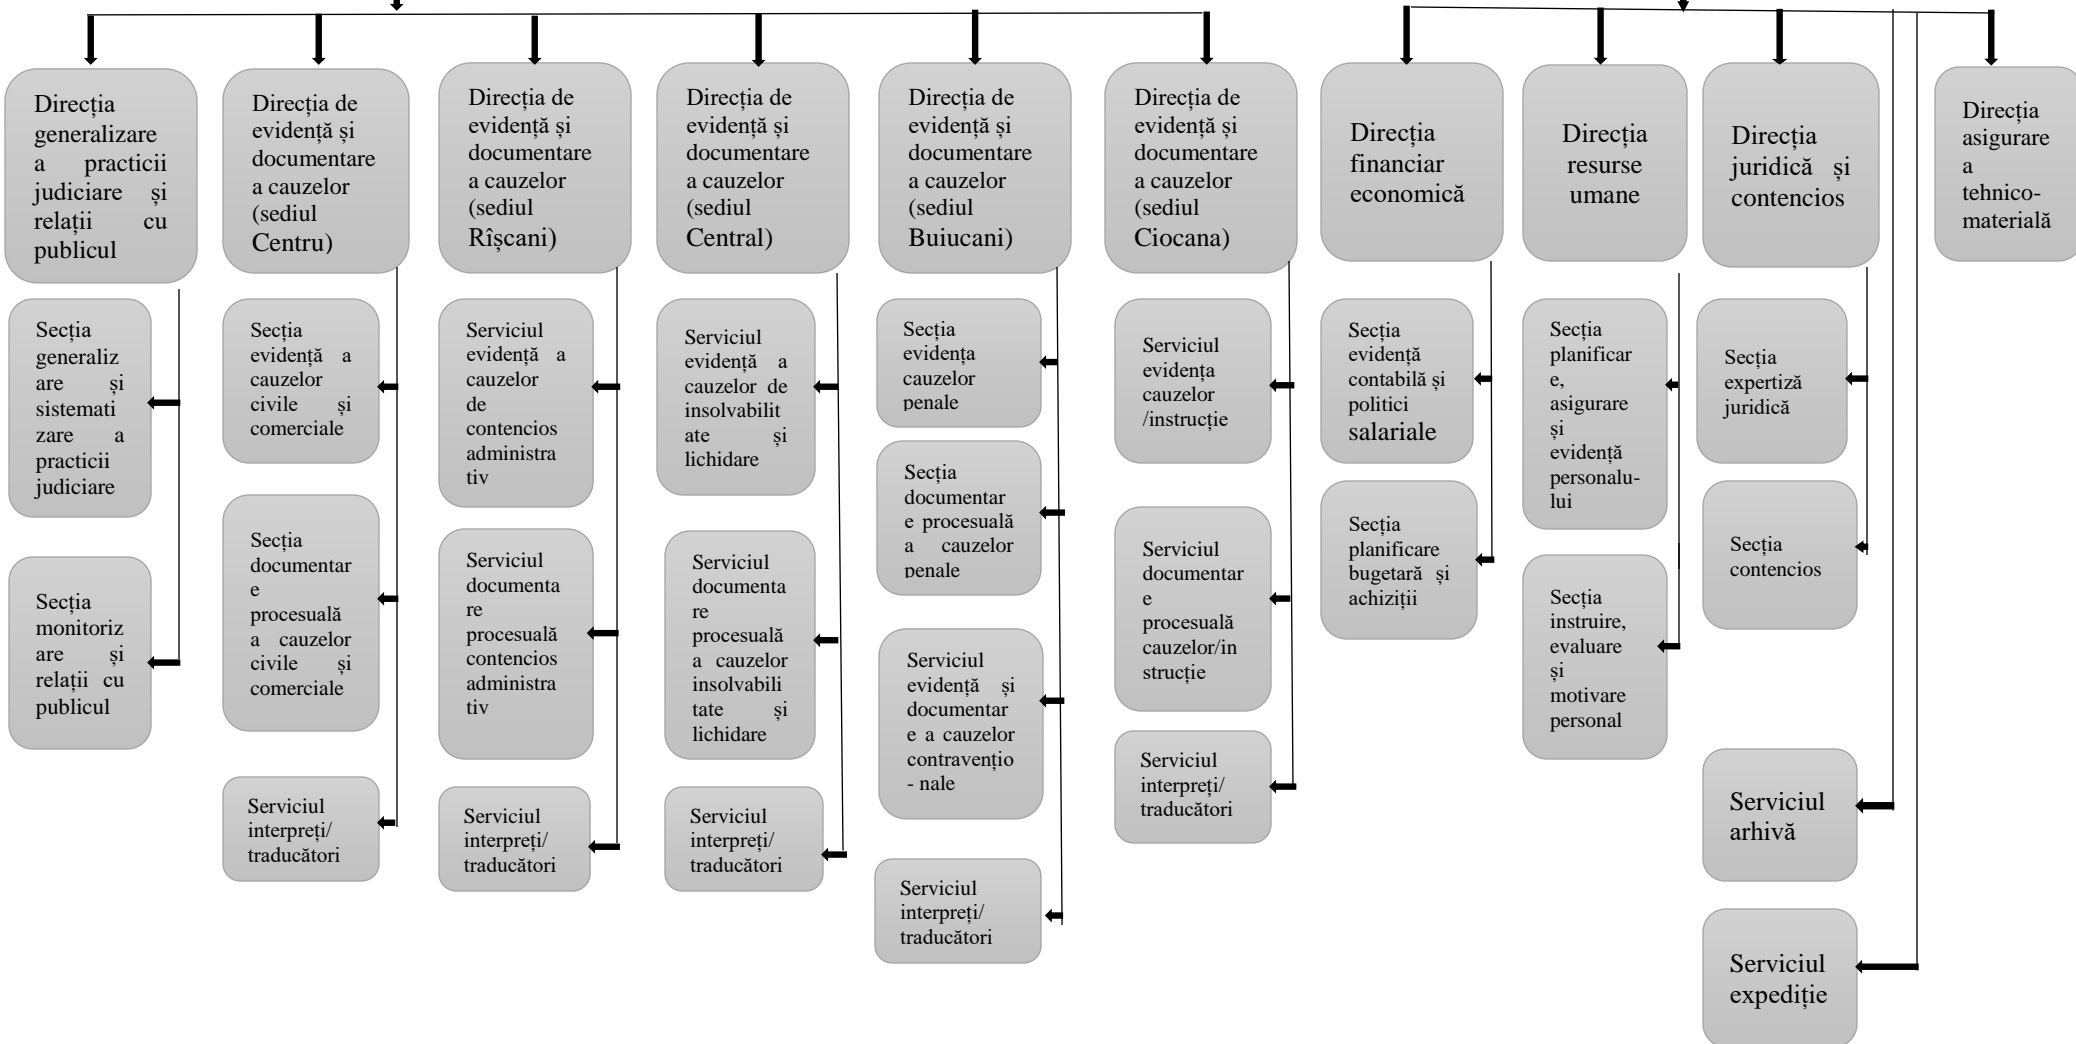 Direcția
generalizare
a practicii
judiciare și
relații cu
publicul
Direcția de
evidență și
documentare
a cauzelor
(sediul
Centru)
Direcția de
evidență și
documentare
a cauzelor
(sediul
Rîșcani)
Direcția de
evidență și
documentare
a cauzelor
(sediul
Central)
Direcția de
evidență și
documentare
a cauzelor
(sediul
Buiucani)
Direcția de
evidență și
documentare
a cauzelor
(sediul
Ciocana)
Direcția
financiar
economică
Direcția
resurse
umane
Direcția
juridică și
contencios
Direcția
asigurare
a
tehnico-
materială
Secția
generaliz
are și
sistemati
zare a
practicii
judiciare
Secția
monitoriz
are și
relații cu
publicul
Secția
evidență a
cauzelor
civile și
comerciale
Secția
documentar
e
procesuală
a cauzelor
civile și
comerciale
Serviciul
interpreți/
traducători
Serviciul
evidență a
cauzelor
de
contencios
administra
tiv
Serviciul
documenta
re
procesuală
contencios
administra
tiv
Serviciul
interpreți/
traducători
Serviciul
evidență a
cauzelor de
insolvabilit
ate și
lichidare
Serviciul
documenta
re
procesuală
a cauzelor
insolvabili
tate și
lichidare
Serviciul
interpreți/
traducători
Secția
evidența
cauzelor
penale
Secția
documentar
e procesuală
a cauzelor
penale
Serviciul
evidență și
documentar
e a cauzelor
contravențio
- nale
Serviciul
interpreți/
traducători
Serviciul
evidența
cauzelor
/instrucție
Serviciul
documentar
e
procesuală
cauzelor/in
strucție
Serviciul
interpreți/
traducători
Secția
evidență
contabilă și
politici
salariale
Secția
planificare
bugetară și
achiziții
Secția
planificar
e,
asigurare
și
evidență
personalu-
lui
Secția
instruire,
evaluare
și
motivare
personal
Secția
expertiză
juridică
Secția
contencios
Serviciul
arhivă
Serviciul
expediție